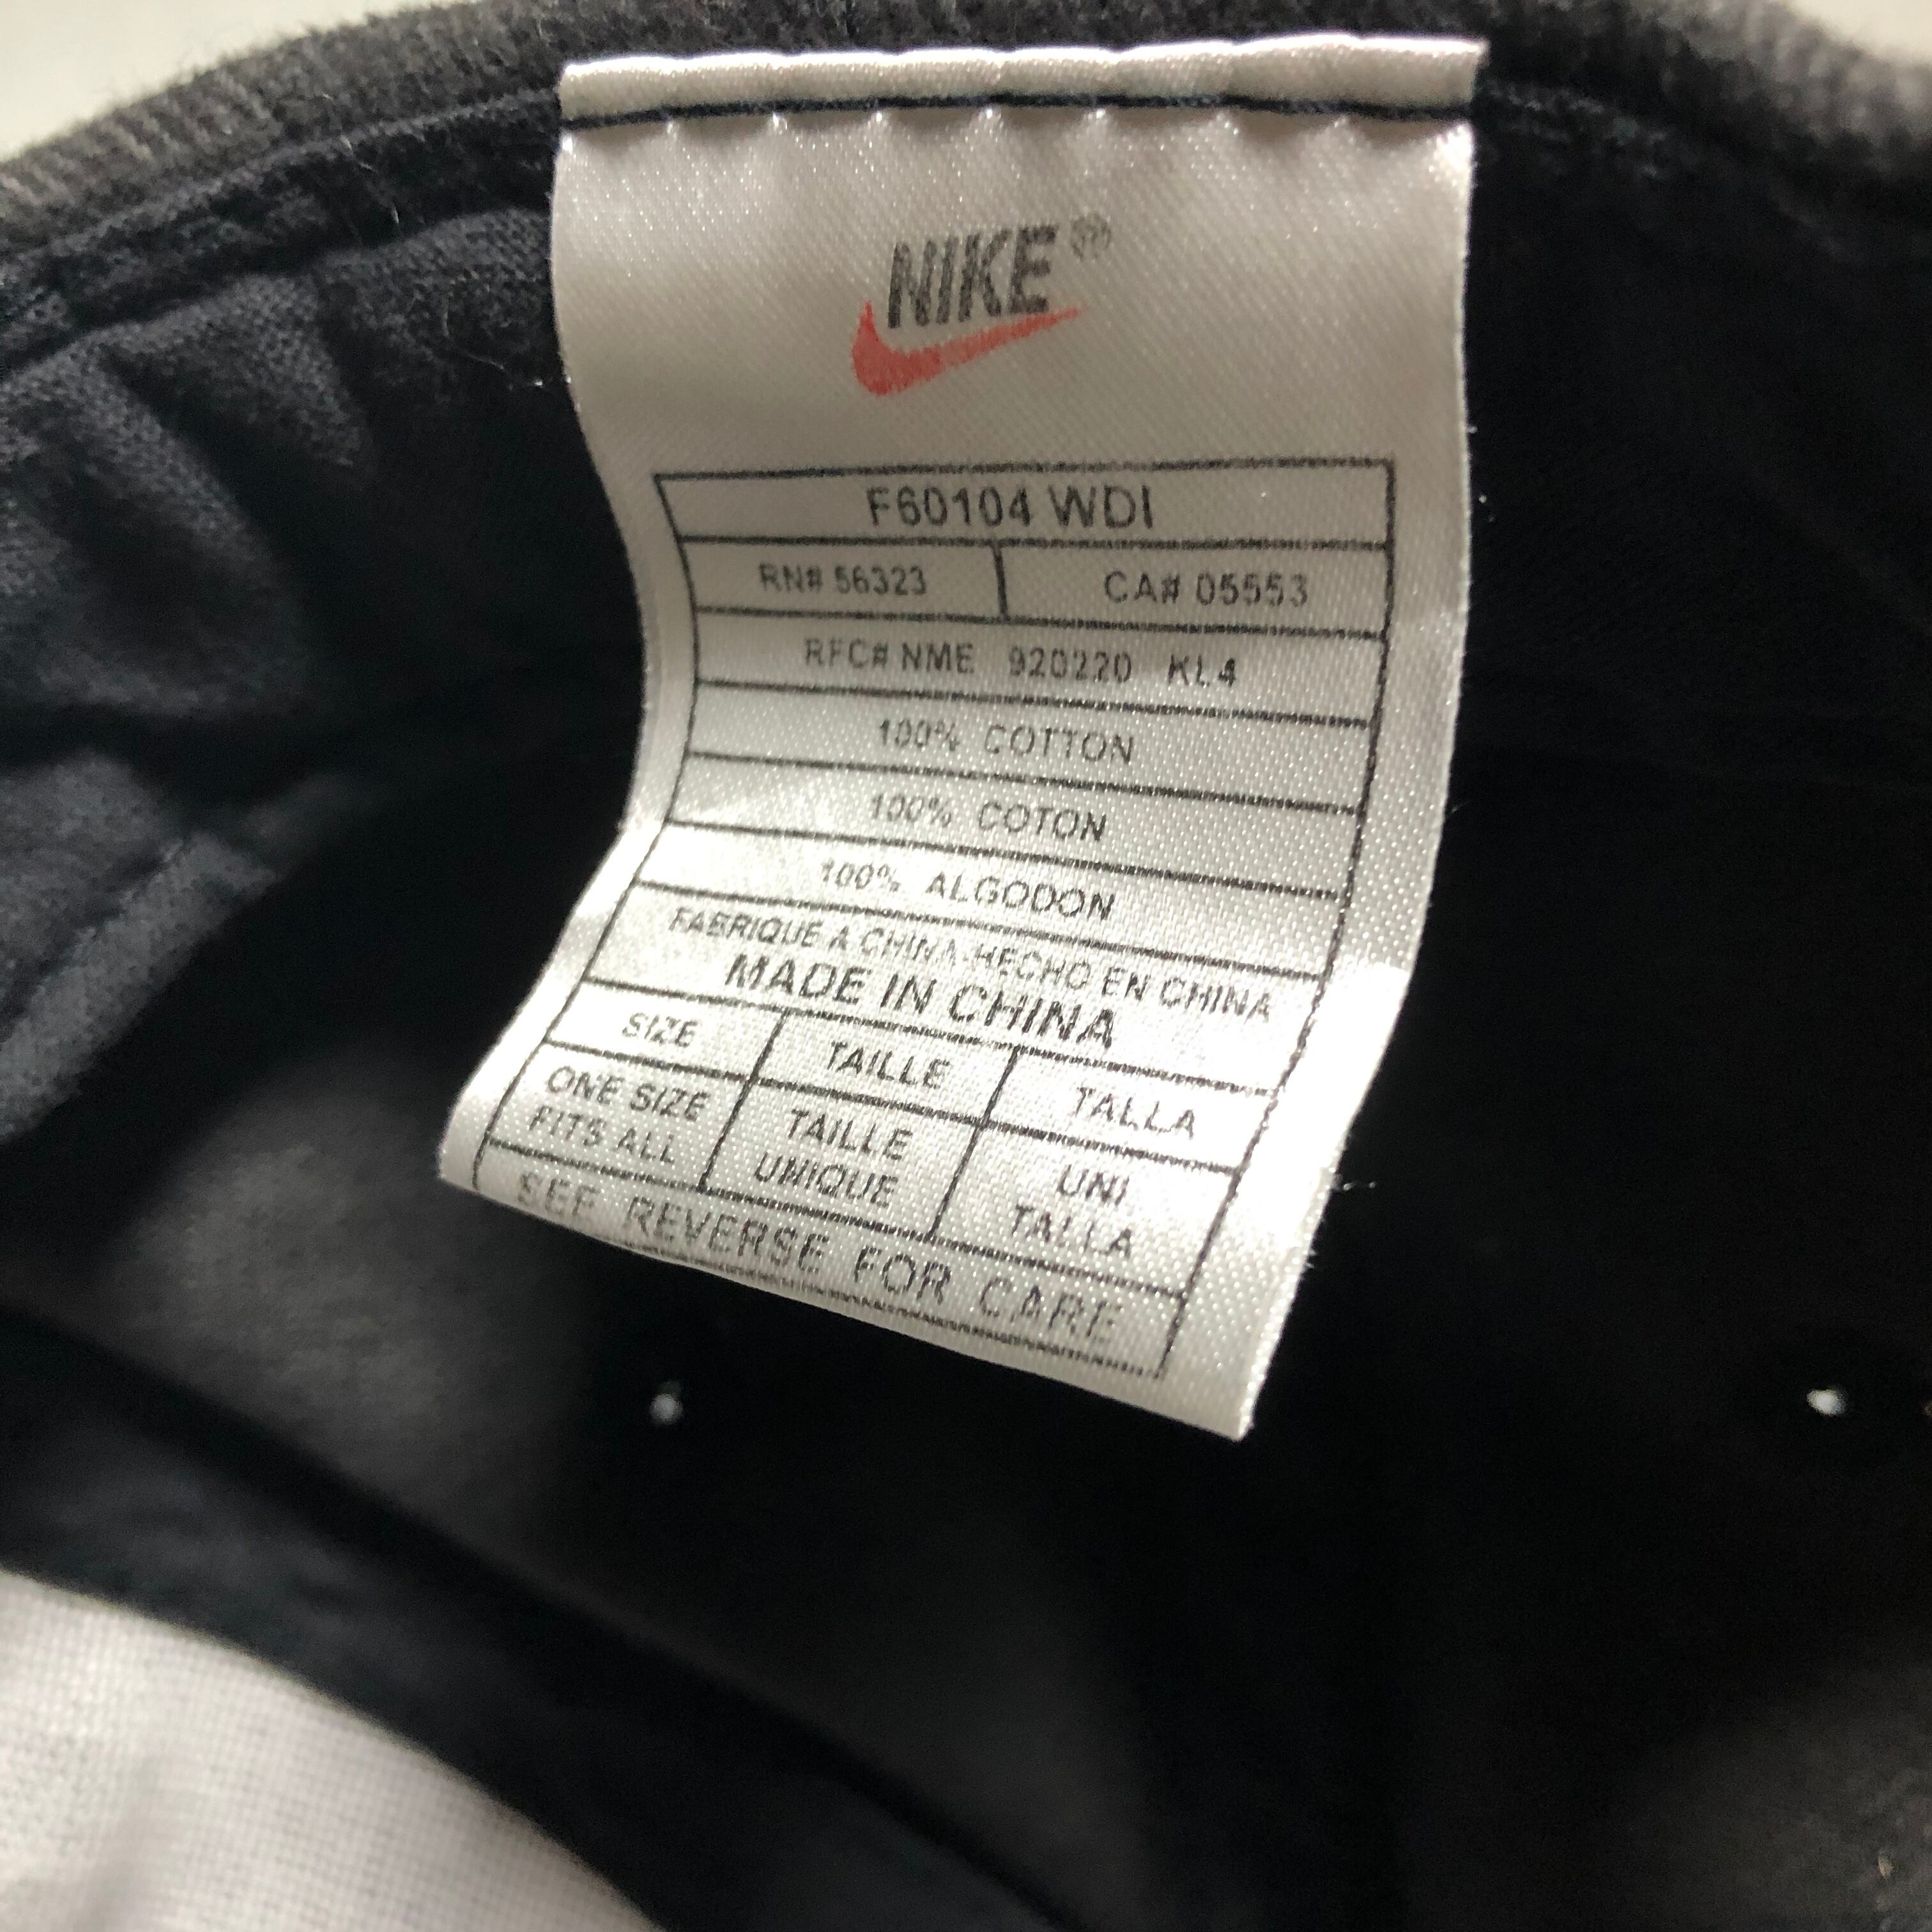 NIKE®
F60104 WDI
RN# 56323 CA# 05553
RFC# NME 920220 KL4
100% COTTON
100% COTON
100% ALGODON
FABRIQUE A CHINA-HECHO EN CHINA
MADE IN CHINA
SIZE TAILLE TALLA
ONE SIZE FITS ALL
TAILLE UNIQUE
UNI TALLA
SEE REVERSE FOR CARE